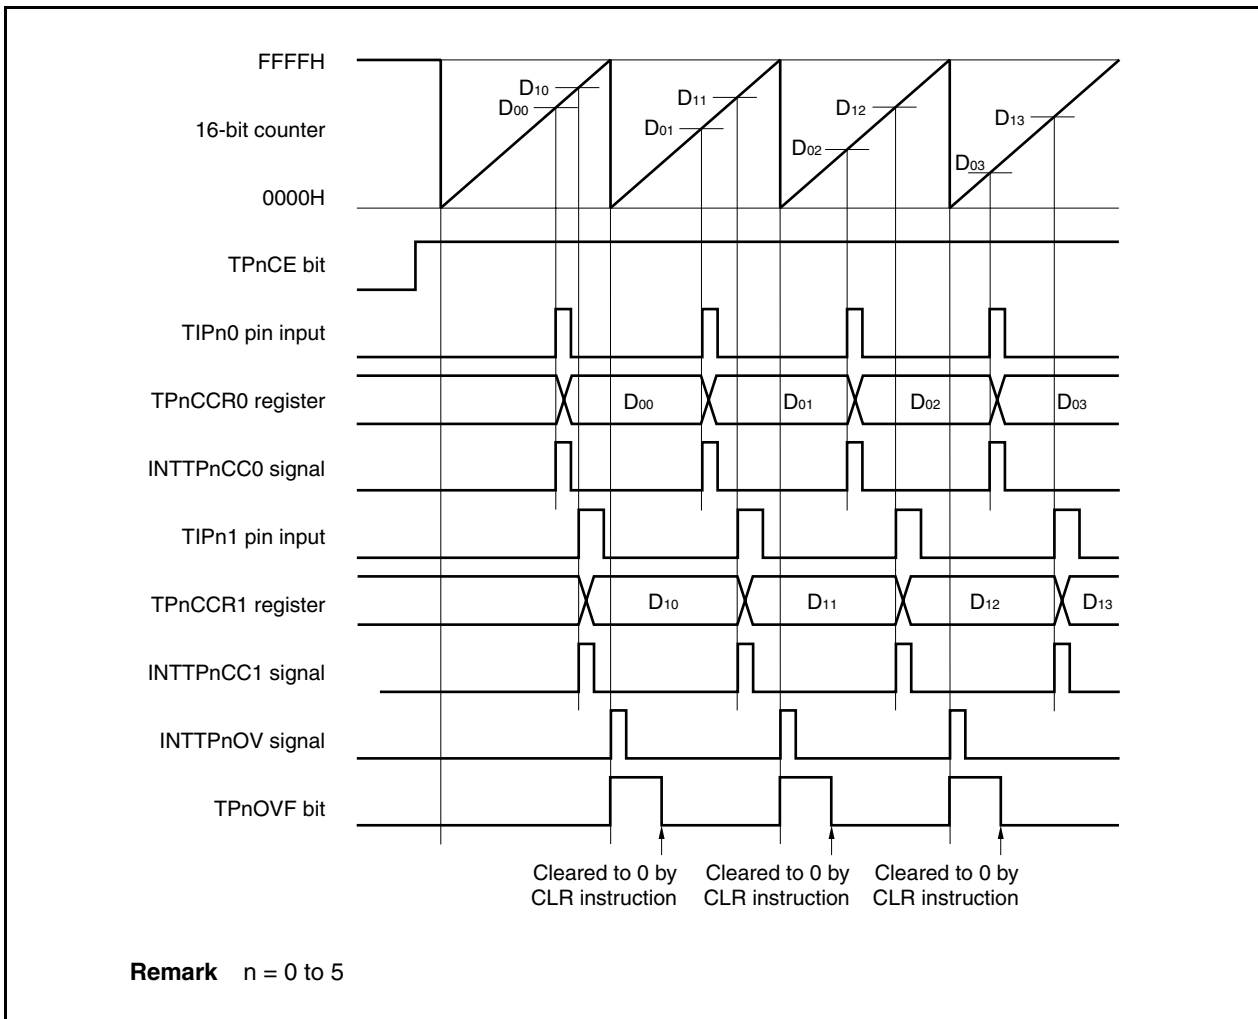 FFFFH
D10
D00
D11
D01
D12
D02
D13
D03
16-bit counter
0000H
TPnCE bit
TIPn0 pin input
TPnCCR0 register
D00
D01
D02
D03
INTTPnCC0 signal
TIPn1 pin input
TPnCCR1 register
D10
D11
D12
D13
INTTPnCC1 signal
INTTPnOV signal
TPnOVF bit
Cleared to 0 by
CLR instruction
Cleared to 0 by
CLR instruction
Cleared to 0 by
CLR instruction
Remark n = 0 to 5